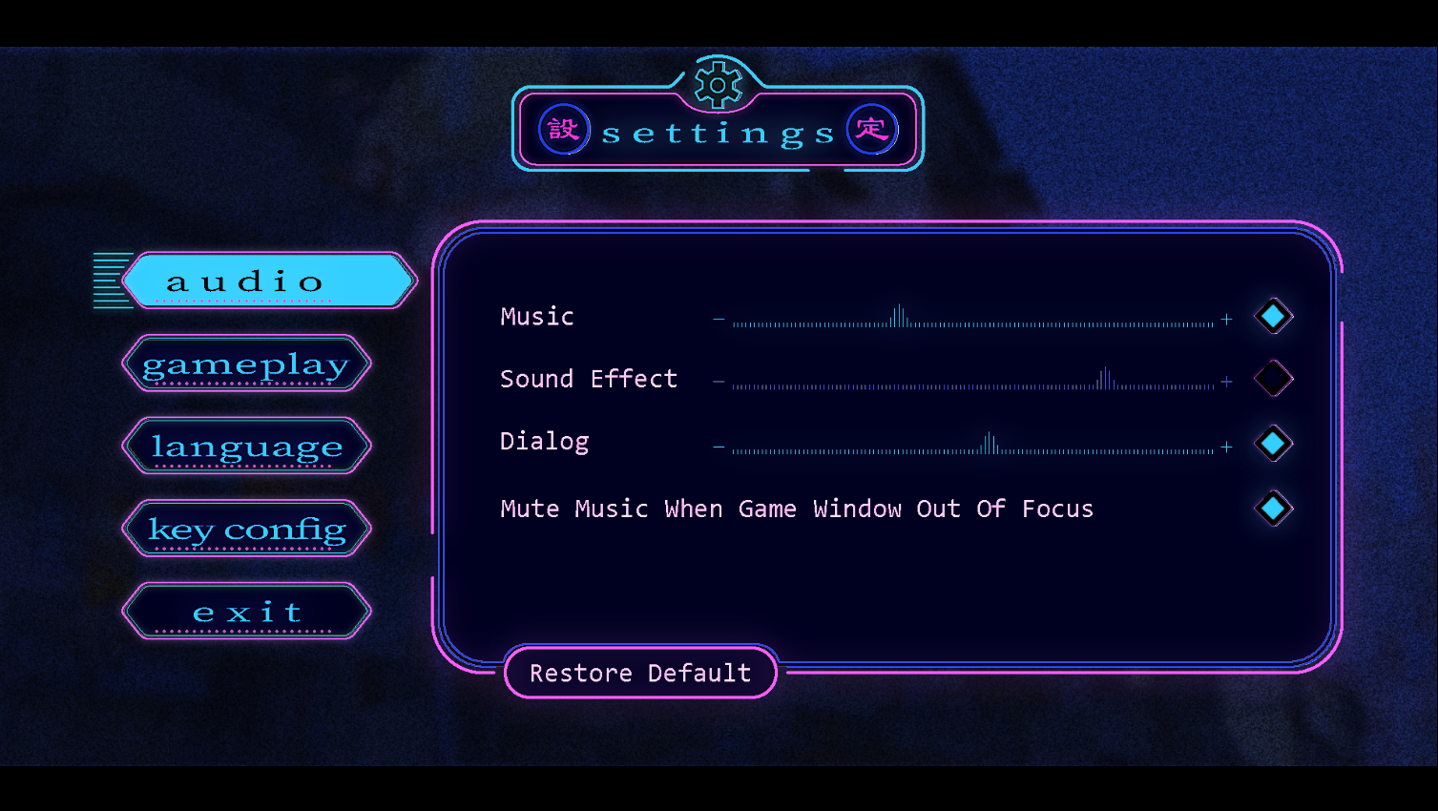 設 settings 定
audio
gameplay
language
key config
exit
Music - +
Sound Effect - +
Dialog - +
Mute Music When Game Window Out Of Focus
Restore Default